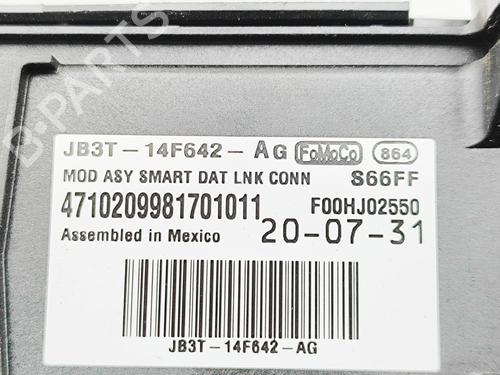 JB3T-14F642-AG FoMoCo 864
MOD ASY SMART DAT LNK CONN S66FF
4710209981701011 F00HJ02550
Assembled in Mexico 20-07-31
JB3T-14F642-AG
B-PARTS